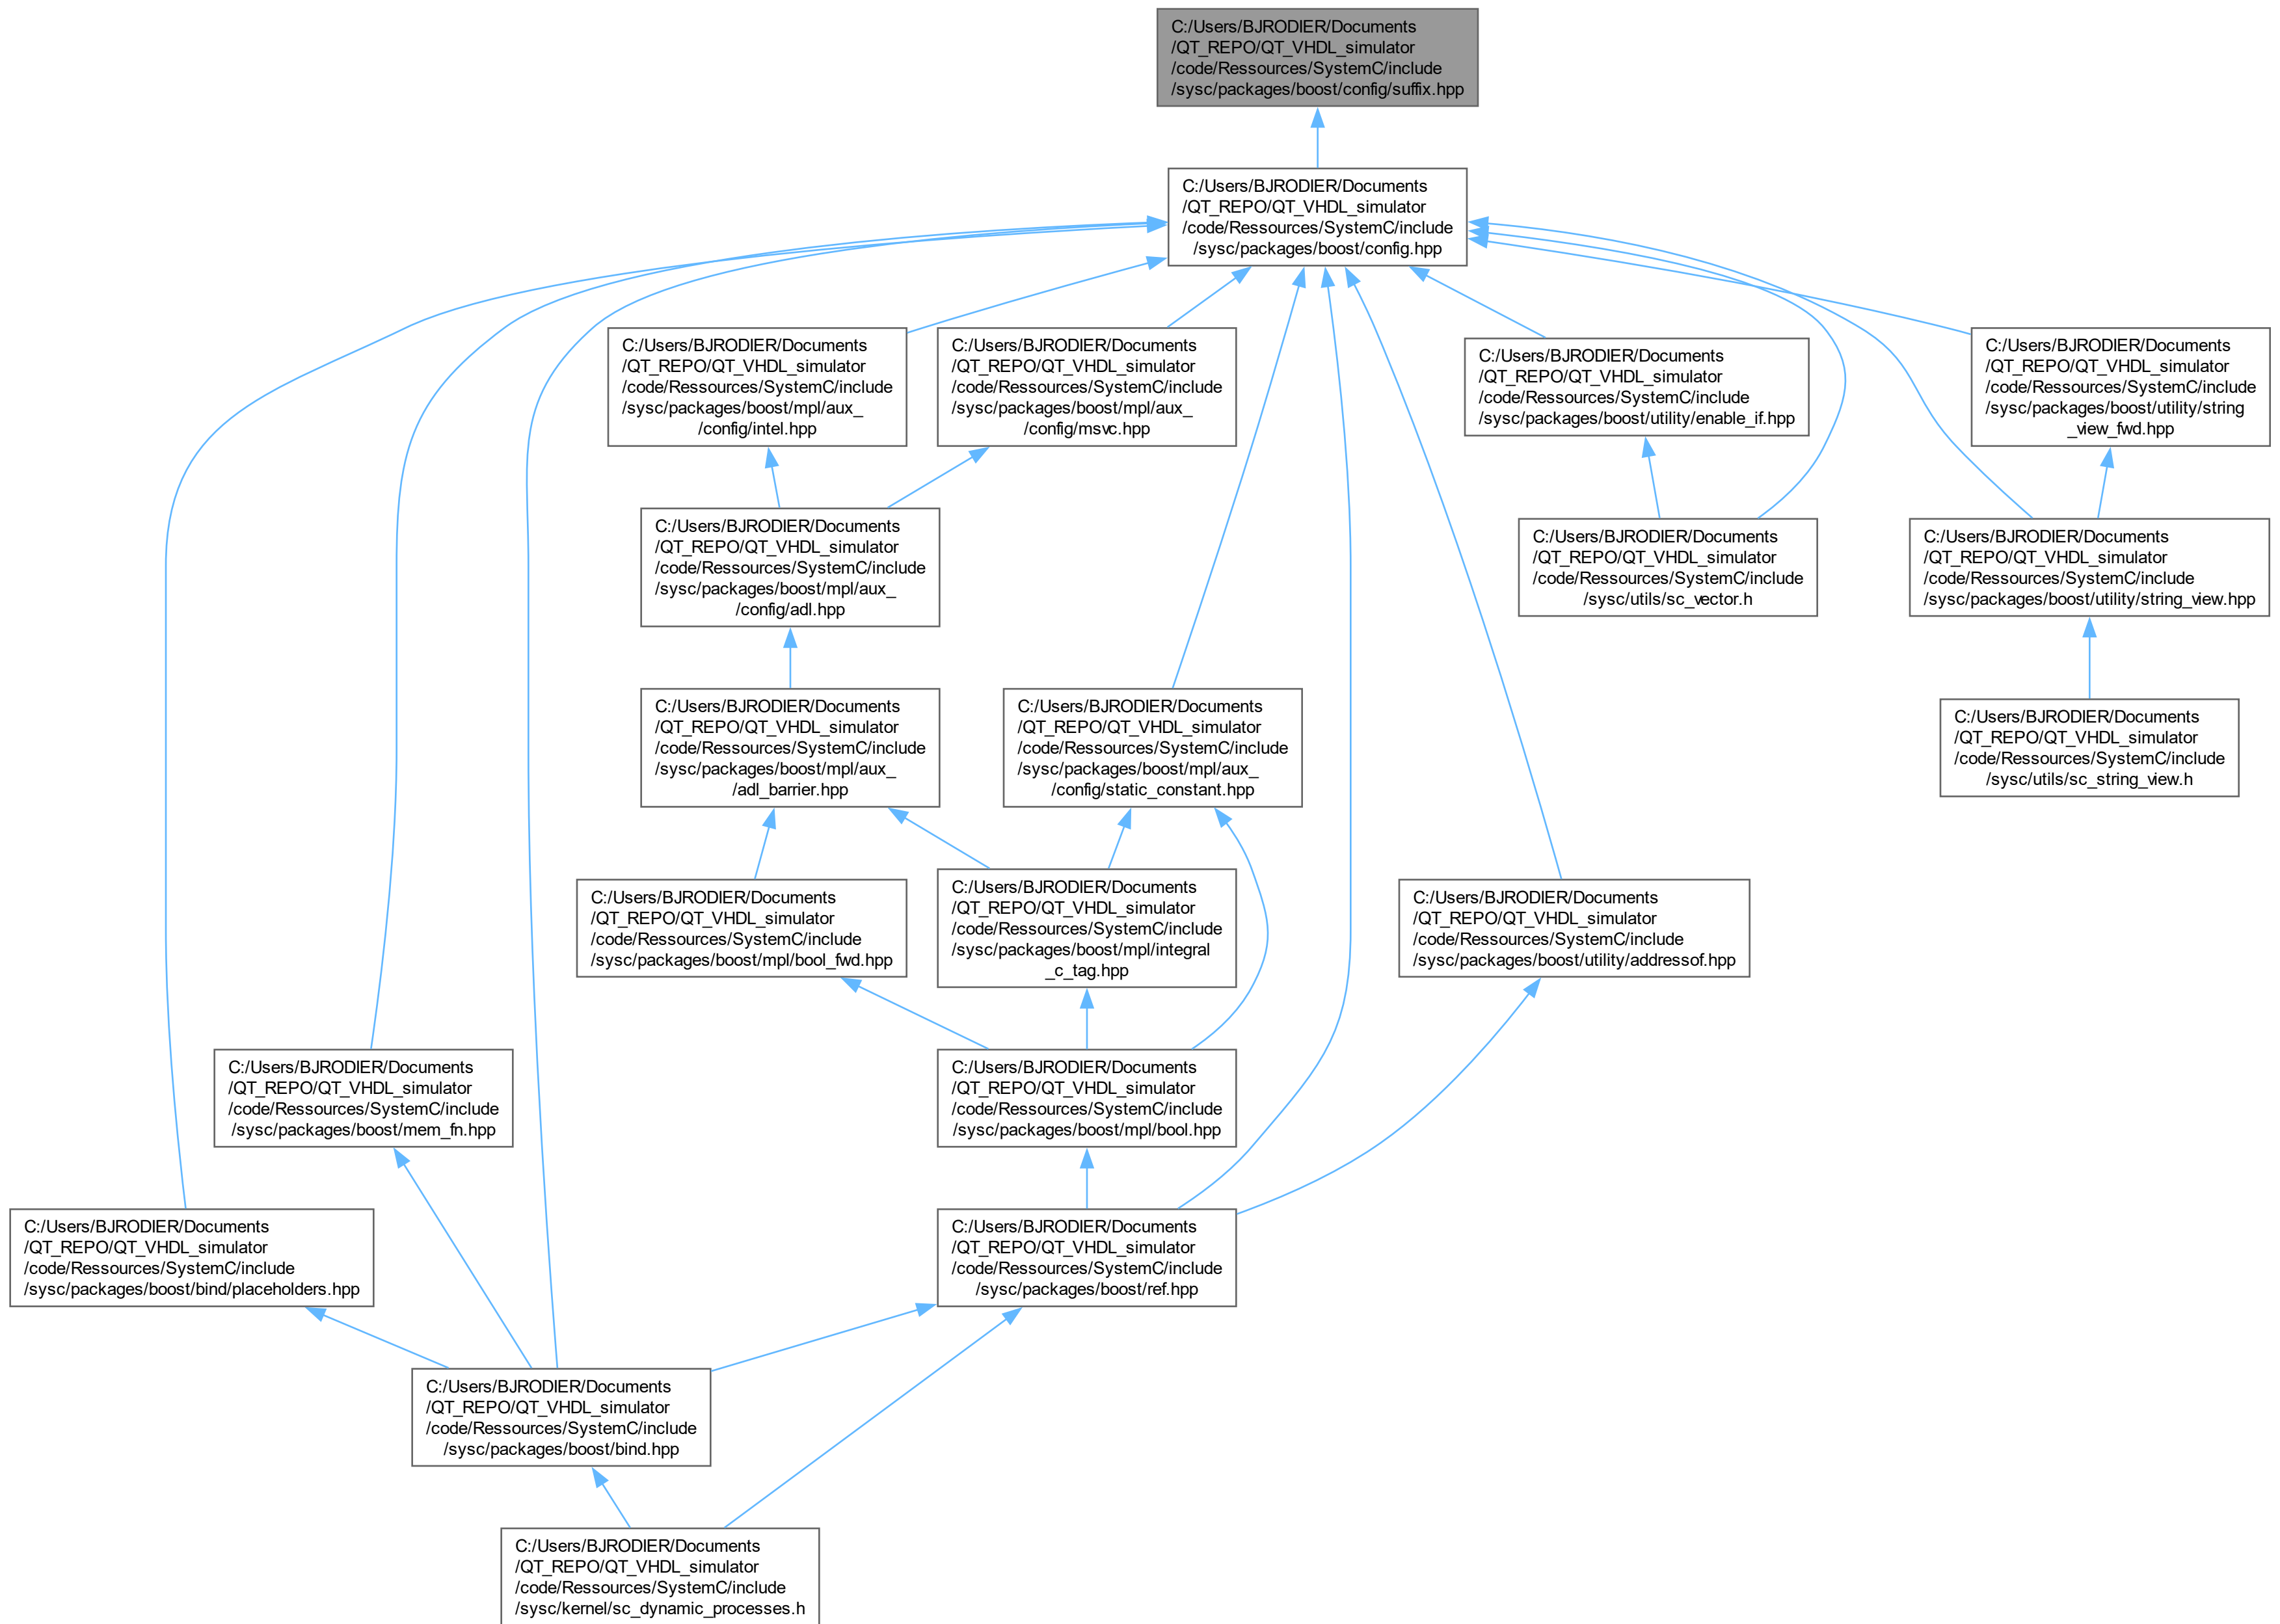 C:/Users/BJRODIER/Documents
/QT_REPO/QT_VHDL_simulator
/code/Ressources/SystemC/include
/sysc/packages/boost/config/suffix.hpp
C:/Users/BJRODIER/Documents
/QT_REPO/QT_VHDL_simulator
/code/Ressources/SystemC/include
/sysc/packages/boost/config.hpp
C:/Users/BJRODIER/Documents
/QT_REPO/QT_VHDL_simulator
/code/Ressources/SystemC/include
/sysc/packages/boost/mpl/aux_
/config/intel.hpp
C:/Users/BJRODIER/Documents
/QT_REPO/QT_VHDL_simulator
/code/Ressources/SystemC/include
/sysc/packages/boost/mpl/aux_
/config/msvc.hpp
C:/Users/BJRODIER/Documents
/QT_REPO/QT_VHDL_simulator
/code/Ressources/SystemC/include
/sysc/packages/boost/utility/enable_if.hpp
C:/Users/BJRODIER/Documents
/QT_REPO/QT_VHDL_simulator
/code/Ressources/SystemC/include
/sysc/packages/boost/utility/string
_view_fwd.hpp
C:/Users/BJRODIER/Documents
/QT_REPO/QT_VHDL_simulator
/code/Ressources/SystemC/include
/sysc/packages/boost/mpl/aux_
/config/adl.hpp
C:/Users/BJRODIER/Documents
/QT_REPO/QT_VHDL_simulator
/code/Ressources/SystemC/include
/sysc/utils/sc_vector.h
C:/Users/BJRODIER/Documents
/QT_REPO/QT_VHDL_simulator
/code/Ressources/SystemC/include
/sysc/packages/boost/utility/string_view.hpp
C:/Users/BJRODIER/Documents
/QT_REPO/QT_VHDL_simulator
/code/Ressources/SystemC/include
/sysc/packages/boost/mpl/aux_
/adl_barrier.hpp
C:/Users/BJRODIER/Documents
/QT_REPO/QT_VHDL_simulator
/code/Ressources/SystemC/include
/sysc/packages/boost/mpl/aux_
/config/static_constant.hpp
C:/Users/BJRODIER/Documents
/QT_REPO/QT_VHDL_simulator
/code/Ressources/SystemC/include
/sysc/utils/sc_string_view.h
C:/Users/BJRODIER/Documents
/QT_REPO/QT_VHDL_simulator
/code/Ressources/SystemC/include
/sysc/packages/boost/mpl/bool_fwd.hpp
C:/Users/BJRODIER/Documents
/QT_REPO/QT_VHDL_simulator
/code/Ressources/SystemC/include
/sysc/packages/boost/mpl/integral
_c_tag.hpp
C:/Users/BJRODIER/Documents
/QT_REPO/QT_VHDL_simulator
/code/Ressources/SystemC/include
/sysc/packages/boost/utility/addressof.hpp
C:/Users/BJRODIER/Documents
/QT_REPO/QT_VHDL_simulator
/code/Ressources/SystemC/include
/sysc/packages/boost/mem_fn.hpp
C:/Users/BJRODIER/Documents
/QT_REPO/QT_VHDL_simulator
/code/Ressources/SystemC/include
/sysc/packages/boost/mpl/bool.hpp
C:/Users/BJRODIER/Documents
/QT_REPO/QT_VHDL_simulator
/code/Ressources/SystemC/include
/sysc/packages/boost/bind/placeholders.hpp
C:/Users/BJRODIER/Documents
/QT_REPO/QT_VHDL_simulator
/code/Ressources/SystemC/include
/sysc/packages/boost/ref.hpp
C:/Users/BJRODIER/Documents
/QT_REPO/QT_VHDL_simulator
/code/Ressources/SystemC/include
/sysc/packages/boost/bind.hpp
C:/Users/BJRODIER/Documents
/QT_REPO/QT_VHDL_simulator
/code/Ressources/SystemC/include
/sysc/kernel/sc_dynamic_processes.h